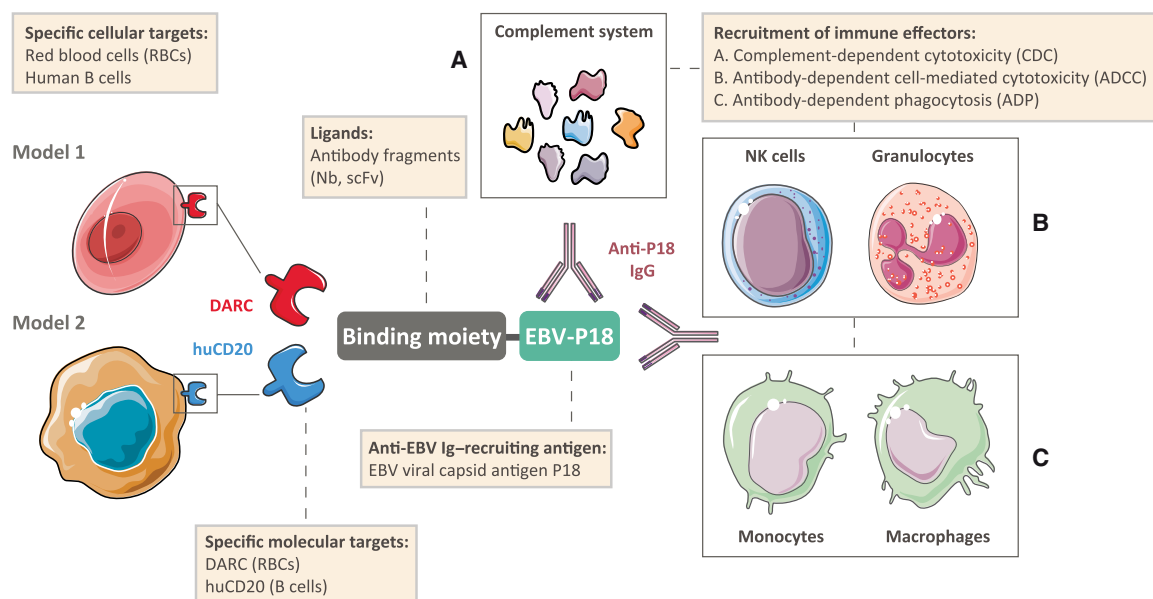 Specific cellular targets:
Red blood cells (RBCs)
Human B cells
Model 1
DARC
Model 2
huCD20
Ligands:
Antibody fragments
(Nb, scFv)
A
Complement system
Recruitment of immune effectors:
A. Complement-dependent cytotoxicity (CDC)
B. Antibody-dependent cell-mediated cytotoxicity (ADCC)
C. Antibody-dependent phagocytosis (ADP)
Anti-P18
IgG
Binding moiety
EBV-P18
NK cells
Granulocytes
B
Anti-EBV Ig–recruiting antigen:
EBV viral capsid antigen P18
C
Monocytes
Macrophages
Specific molecular targets:
DARC (RBCs)
huCD20 (B cells)